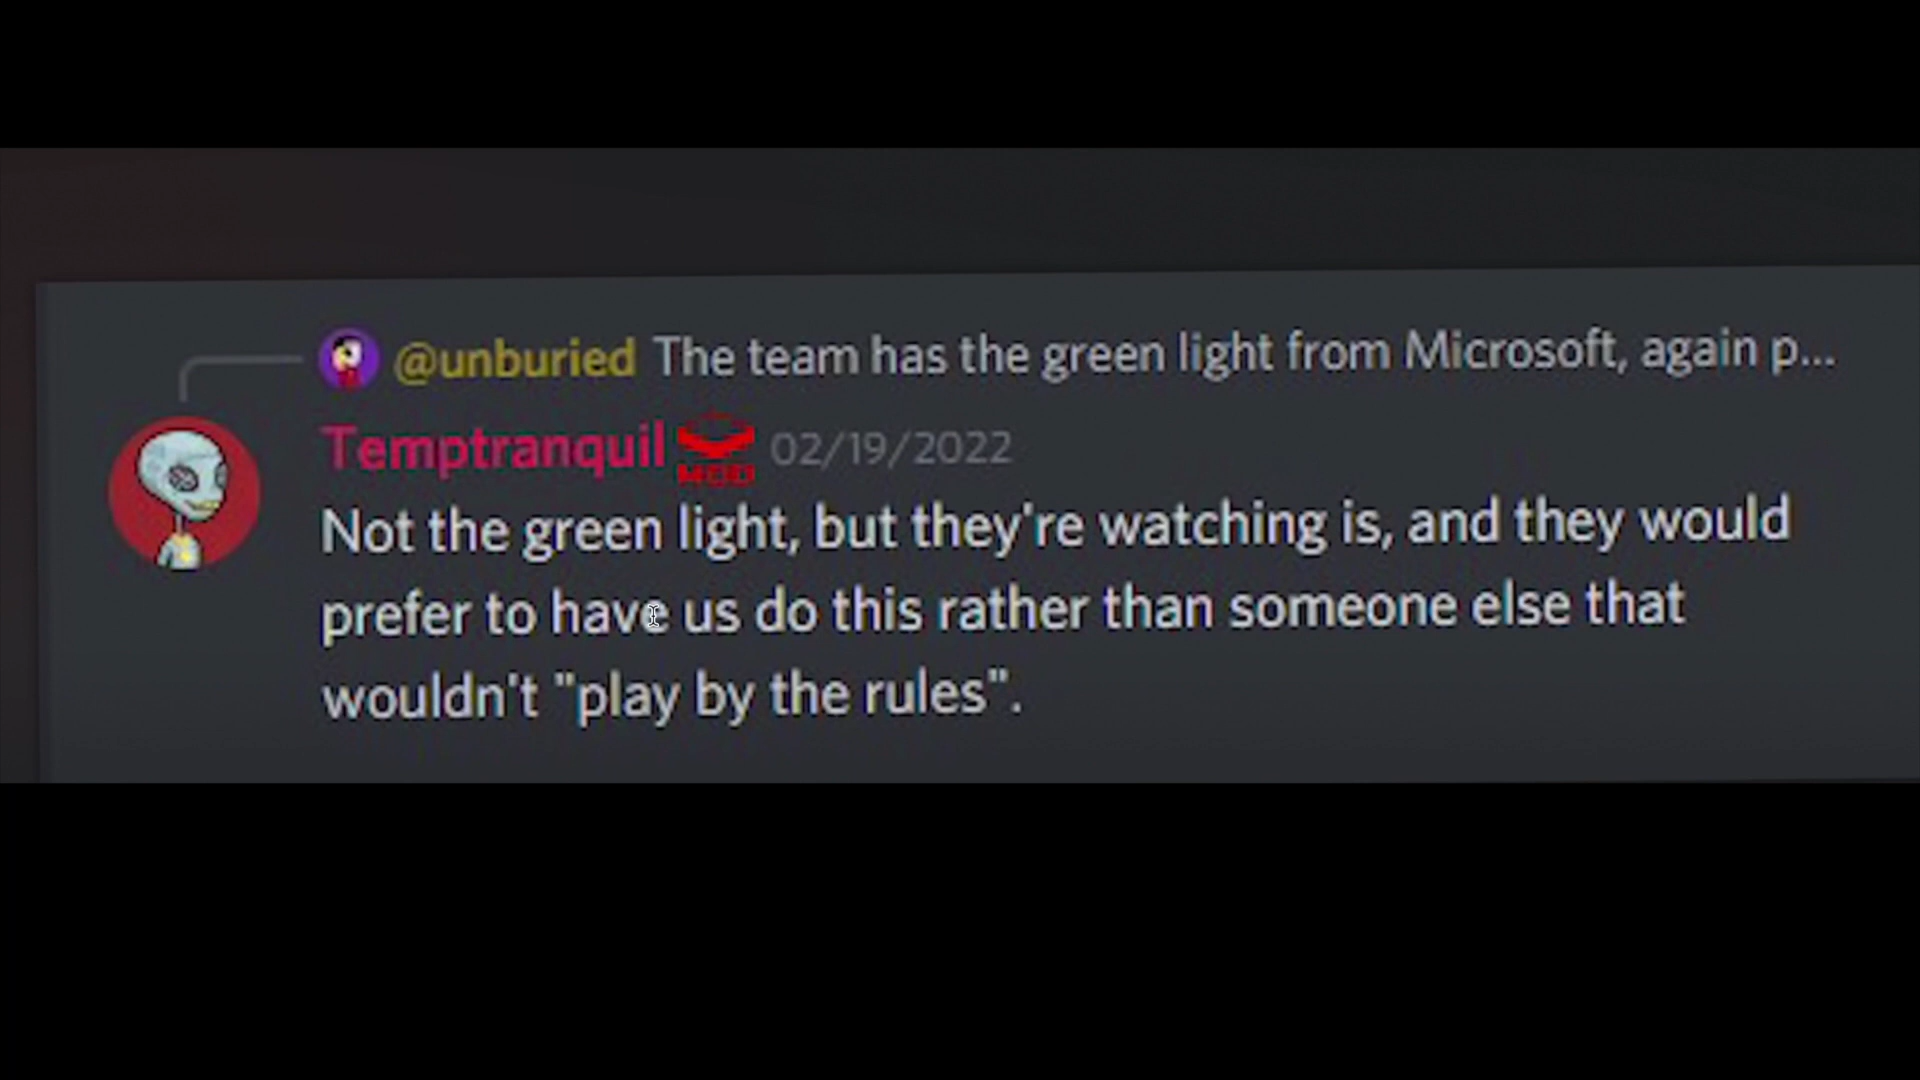 @unburied The team has the green light from Microsoft, again p...
Temptranquil MOD 02/19/2022
Not the green light, but they're watching is, and they would
prefer to have us do this rather than someone else that
wouldn't "play by the rules".